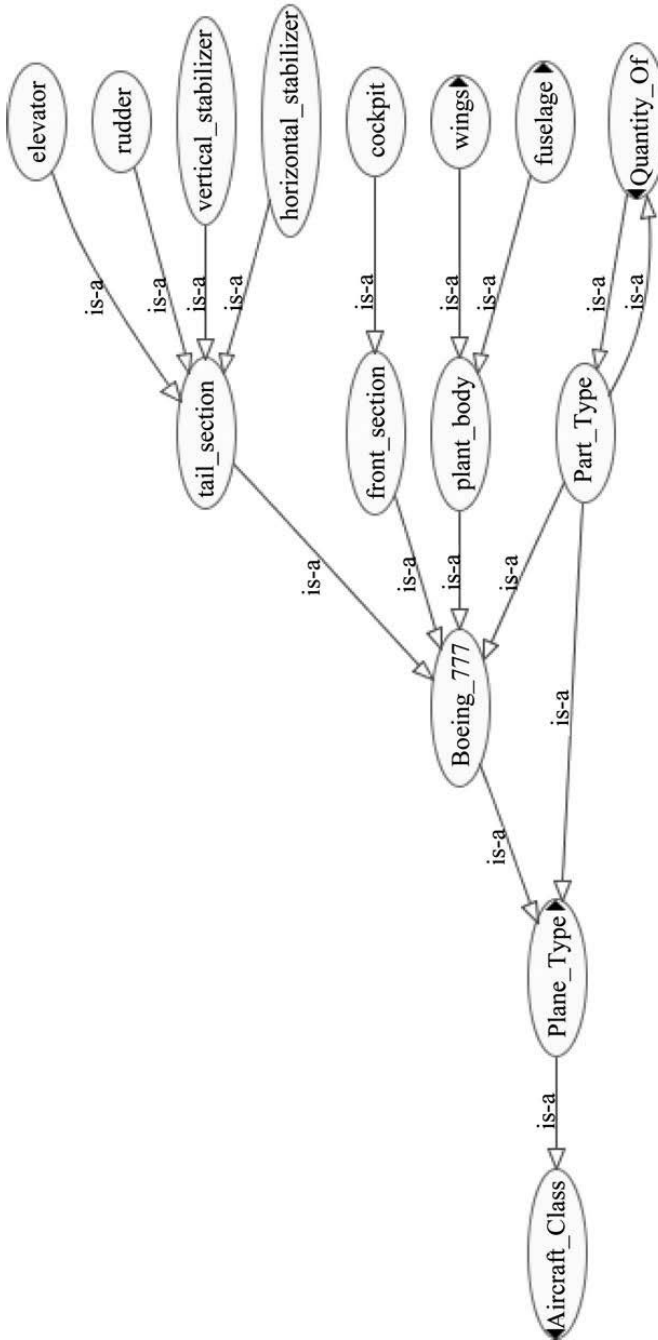 elevator
rudder
vertical_stabilizer
horizontal_stabilizer
cockpit
wings
fuselage
Quantity_Of
is-a
is-a
is-a
is-a
is-a
is-a
is-a
is-a
is-a
tail_section
front_section
plant_body
Part_Type
is-a
is-a
is-a
is-a
is-a
Boeing_777
is-a
Plane_Type
is-a
Aircraft_Class